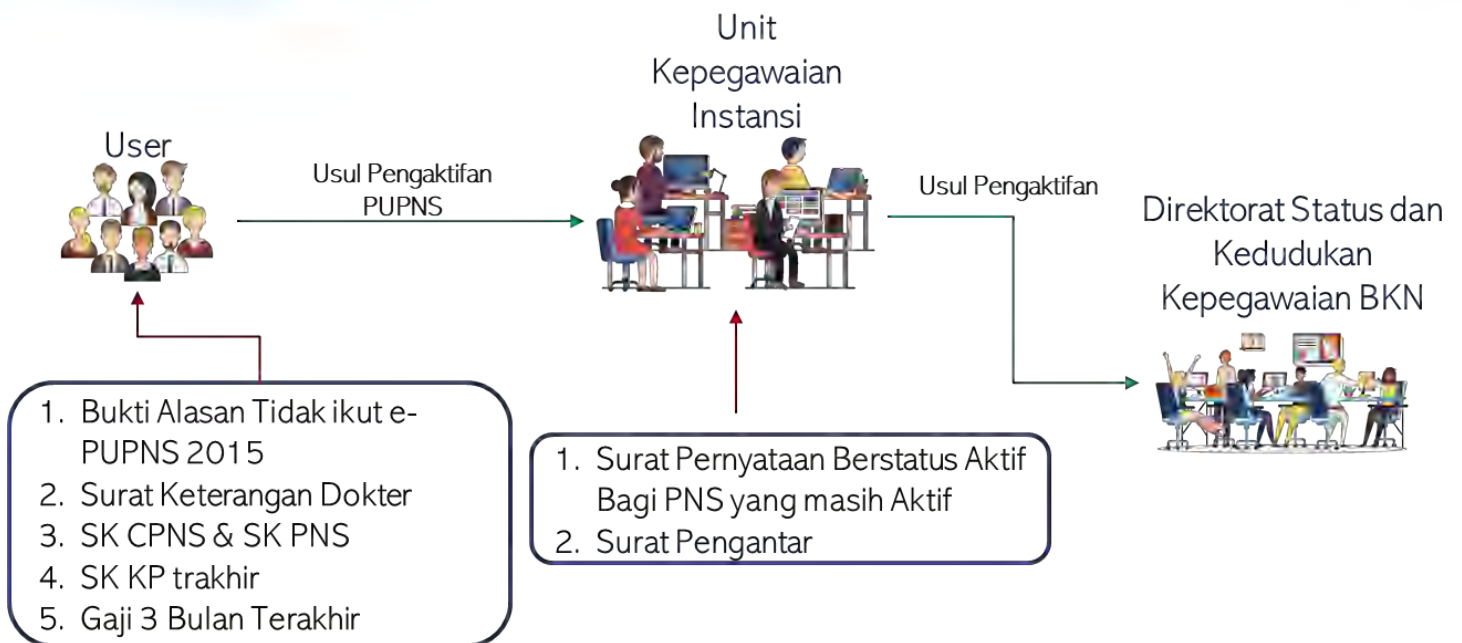 Unit
Kepegawaian
Instansi
User
Usul Pengaktifan
PUPNS
Usul Pengaktifan
Direktorat Status dan
Kedudukan
Kepegawaian BKN
1. Bukti Alasan Tidak ikut e-
PUPNS 2015
2. Surat Keterangan Dokter
3. SK CPNS & SK PNS
4. SK KP trakhir
5. Gaji 3 Bulan Terakhir
1. Surat Pernyataan Berstatus Aktif
Bagi PNS yang masih Aktif
2. Surat Pengantar